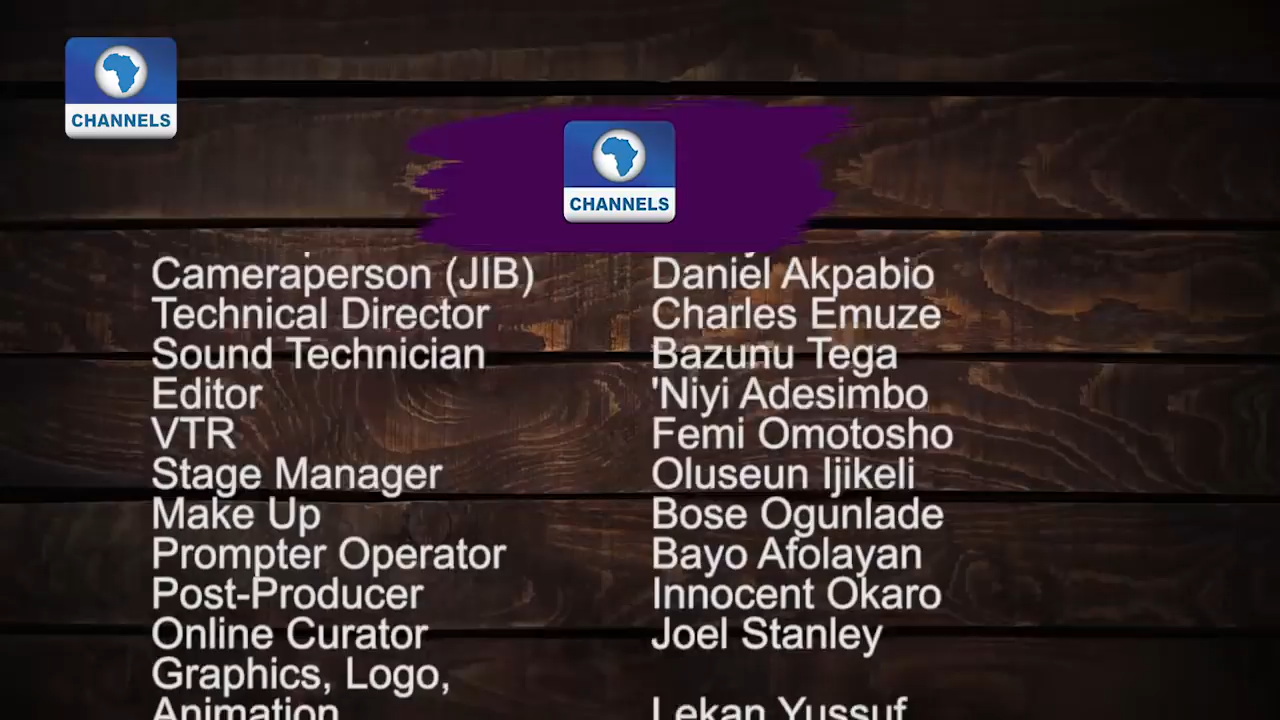 CHANNELS
CHANNELS
Cameraperson (JIB) Daniel Akpabio
Technical Director Charles Emuze
Sound Technician Bazunu Tega
Editor 'Niyi Adesimbo
VTR Femi Omotosho
Stage Manager Oluseun Ijikeli
Make Up Bose Ogunlade
Prompter Operator Bayo Afolayan
Post-Producer Innocent Okaro
Online Curator Joel Stanley
Graphics, Logo,
Animation Lekan Yussuf